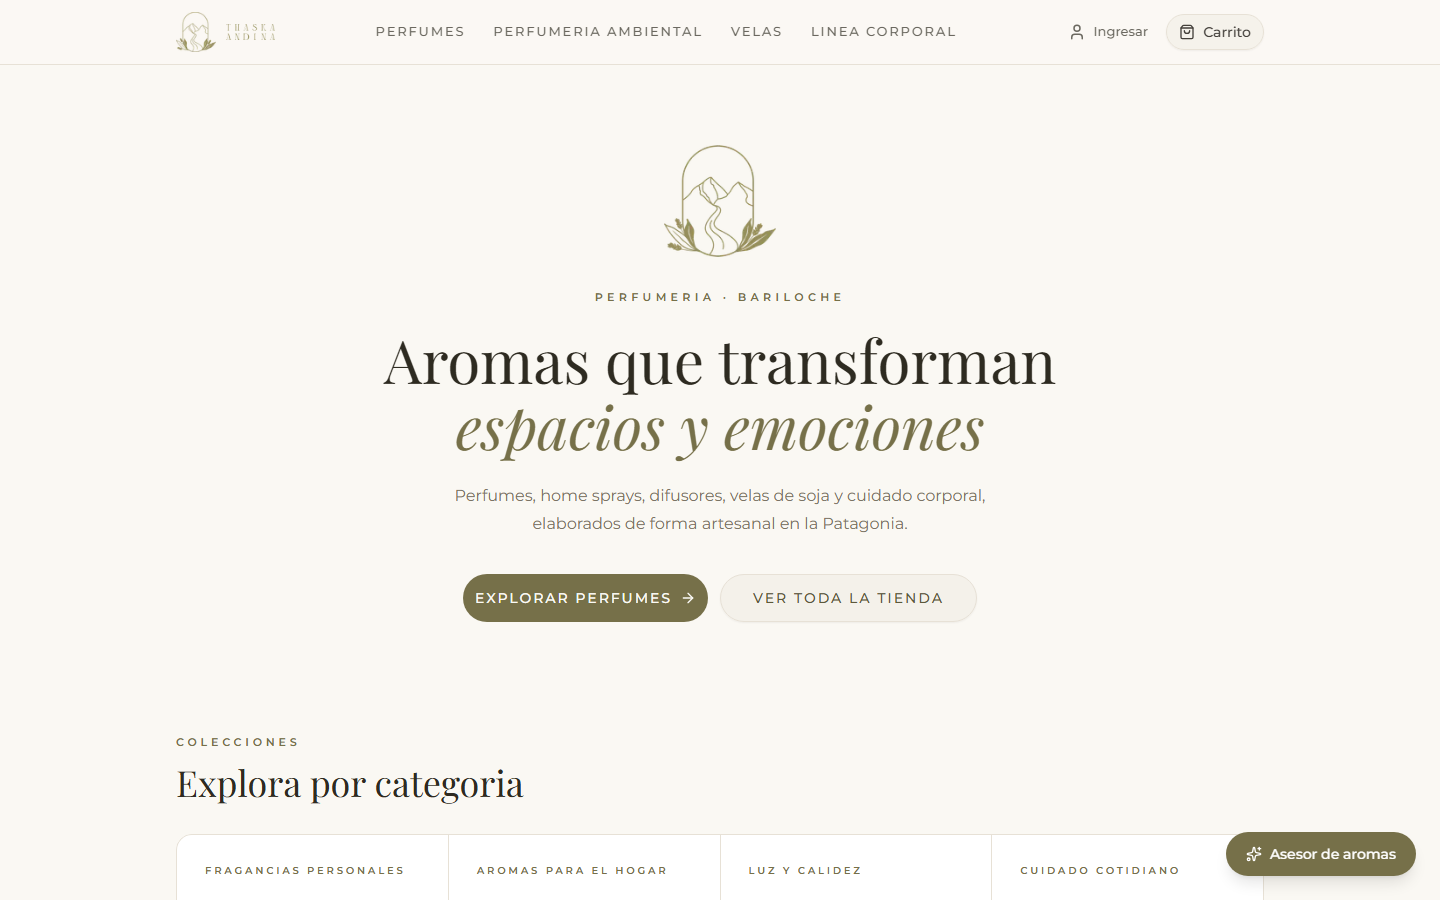 THASKA
ANDINA
PERFUMES
PERFUMERIA AMBIENTAL
VELAS
LINEA CORPORAL
Ingresar
Carrito
PERFUMERIA · BARILOCHE
Aromas que transforman
espacios y emociones
Perfumes, home sprays, difusores, velas de soja y cuidado corporal,
elaborados de forma artesanal en la Patagonia.
EXPLORAR PERFUMES
VER TODA LA TIENDA
COLECCIONES
Explora por categoria
FRAGANCIAS PERSONALES
AROMAS PARA EL HOGAR
LUZ Y CALIDEZ
CUIDADO COTIDIANO
Asesor de aromas